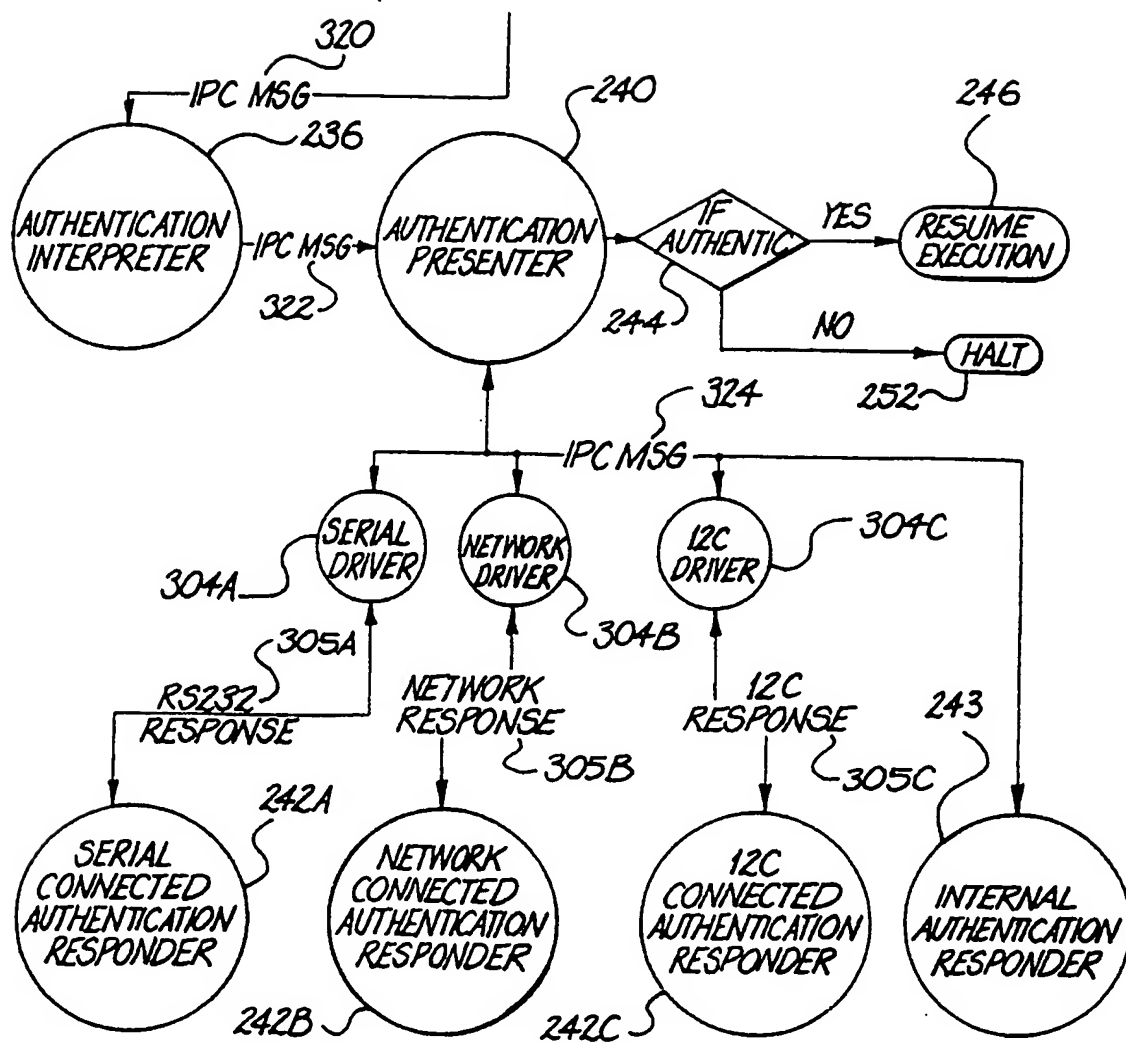 320
IPC MSG
236
240
246
AUTHENTICATION
INTERPRETER
IPC MSG
322
AUTHENTICATION
PRESENTER
IF
AUTHENTIC
244
YES
RESUME
EXECUTION
NO
HALT
252
324
IPC MSG
SERIAL
DRIVER
304A
NETWORK
DRIVER
304B
12C
DRIVER
304C
305A
RS232
RESPONSE
NETWORK
RESPONSE
305B
12C
RESPONSE
305C
243
242A
SERIAL
CONNECTED
AUTHENTICATION
RESPONDER
NETWORK
CONNECTED
AUTHENTICATION
RESPONDER
242B
12C
CONNECTED
AUTHENTICATION
RESPONDER
242C
INTERNAL
AUTHENTICATION
RESPONDER